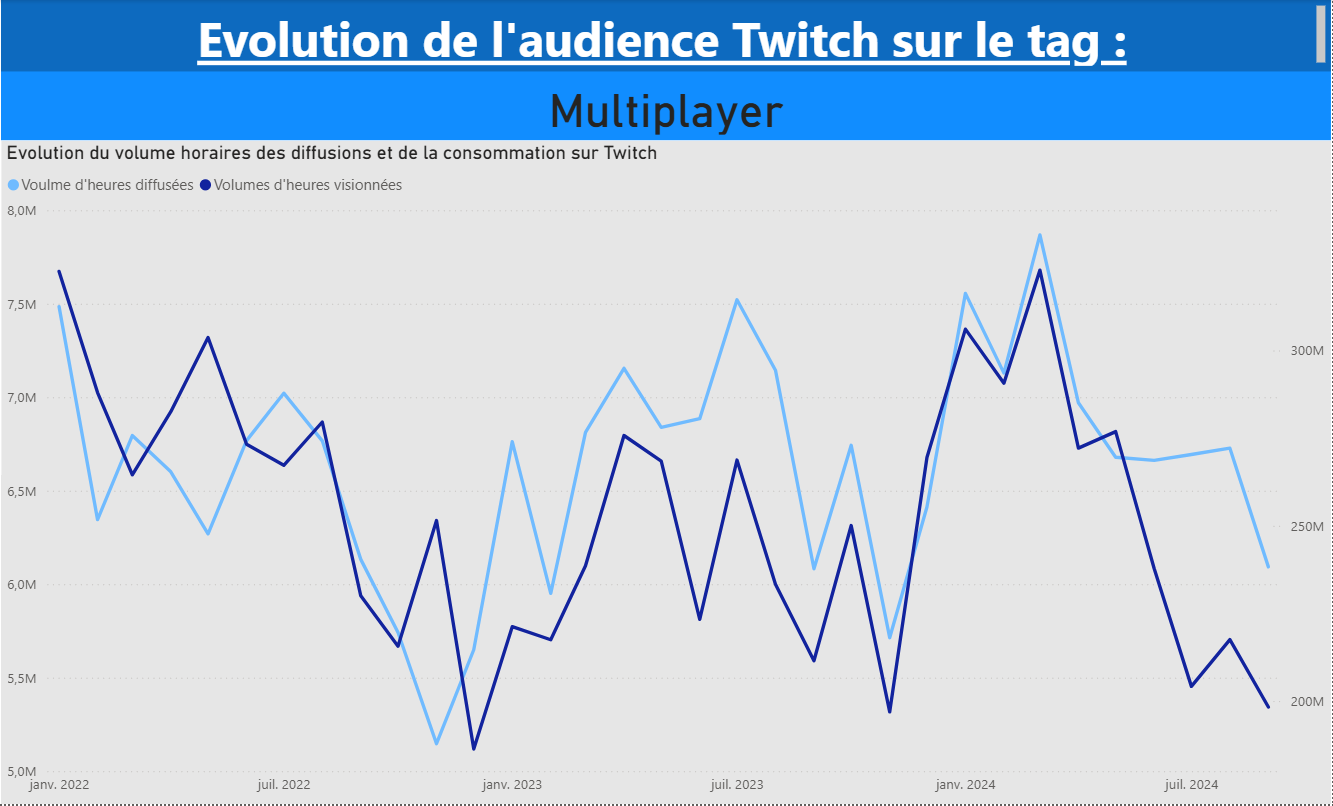 Evolution de l'audience Twitch sur le tag :
Multiplayer
Evolution du volume horaires des diffusions et de la consommation sur Twitch
Voulme d'heures diffusées Volumes d'heures visionnées
8,0M
7,5M
7,0M
6,5M
6,0M
5,5M
5,0M
300M
250M
200M
janv. 2022 juil. 2022 janv. 2023 juil. 2023 janv. 2024 juil. 2024